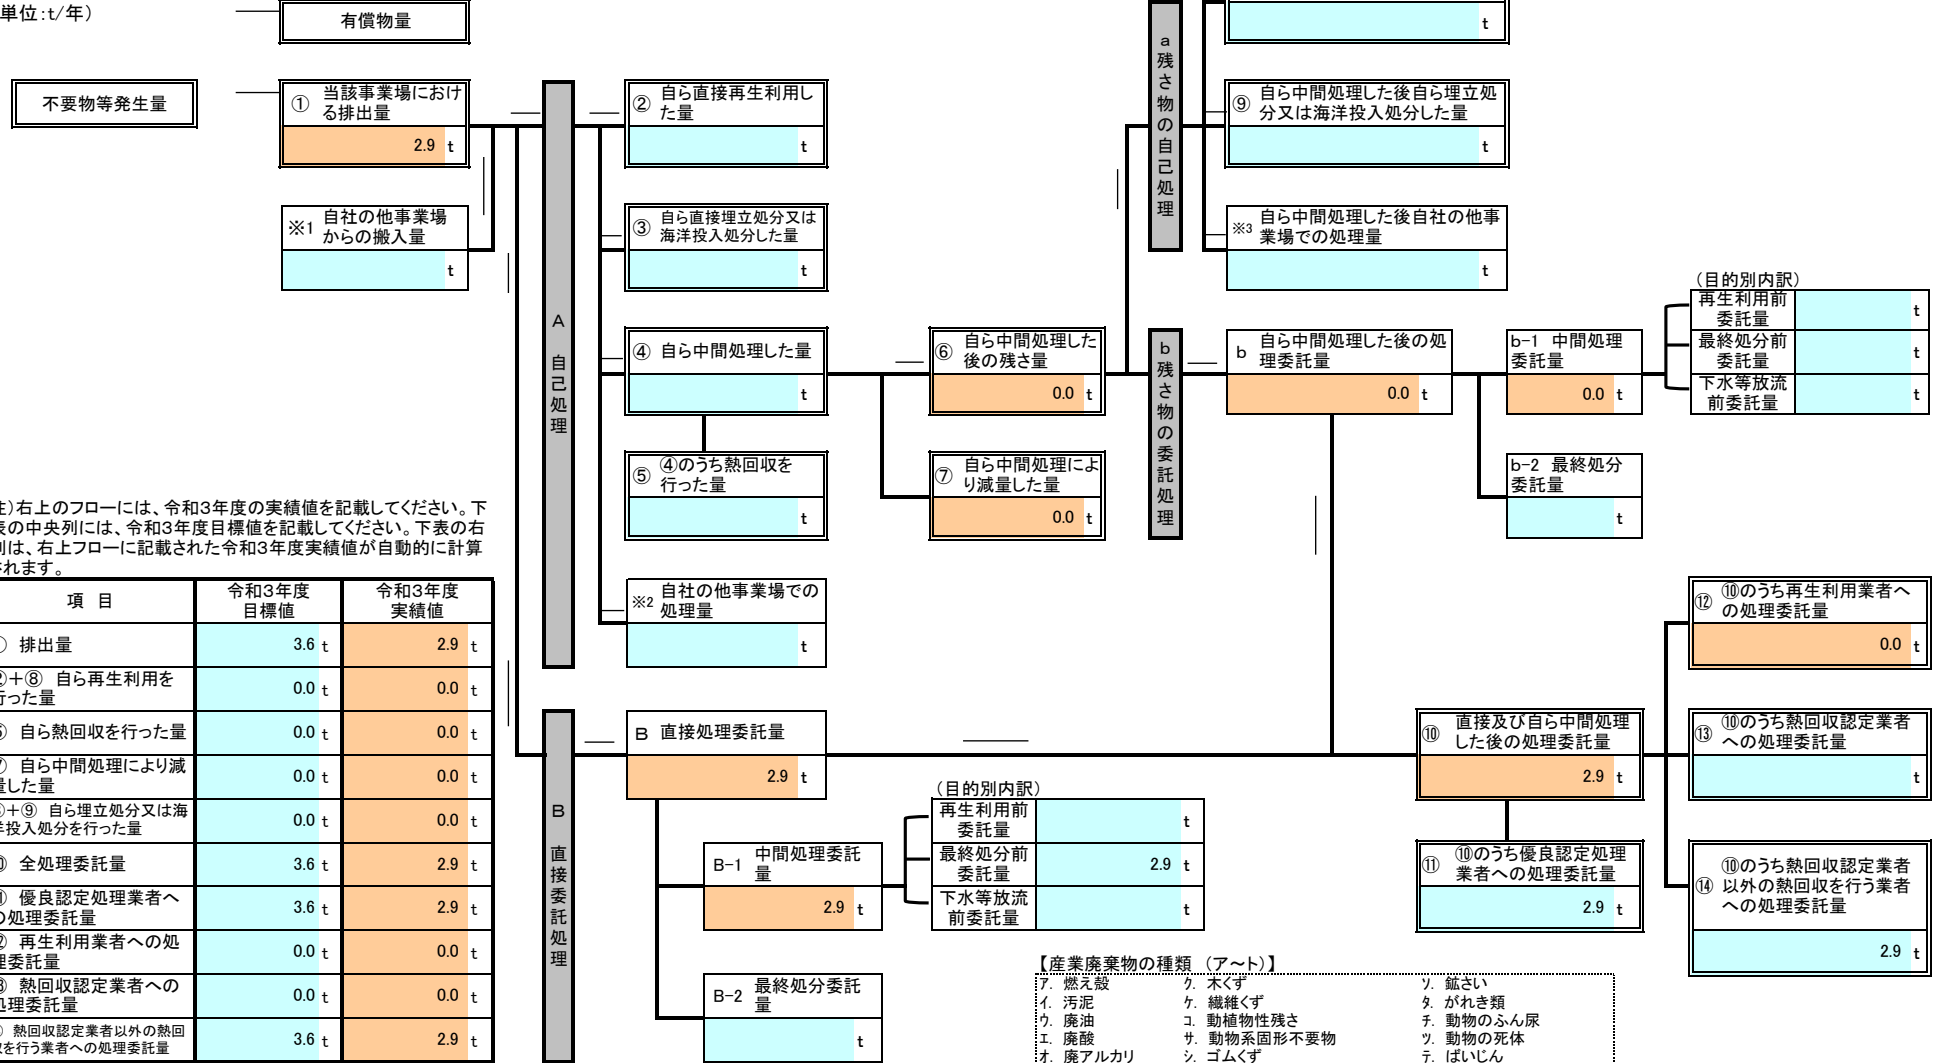 単位:t/年）
有償物量
t
不要物等発生量
① 当該事業場におけ
る排出量
2.9 t
※1 自社の他事業場
からの搬入量
t
A 自己処理
② 自ら直接再生利用し
た量
t
③ 自ら直接埋立処分又は
海洋投入処分した量
t
④ 自ら中間処理した量
t
⑤ ④のうち熱回収を
行った量
t
※2 自社の他事業場での
処理量
t
⑥ 自ら中間処理した
後の残さ量
0.0 t
⑦ 自ら中間処理によ
り減量した量
0.0 t
a残さ物の自己処理
⑨ 自ら中間処理した後自ら埋立処
分又は海洋投入処分した量
t
※3 自ら中間処理した後自社の他事
業場での処理量
t
b残さ物の委託処理
b 自ら中間処理した後の処
理委託量
0.0 t
b-1 中間処理
委託量
0.0 t
b-2 最終処分
委託量
t
（目的別内訳）
再生利用前
委託量
t
最終処分前
委託量
t
下水等放流
前委託量
t
)右上のフローには、令和3年度の実績値を記載してください。下
の中央列には、令和3年度目標値を記載してください。下表の右
は、右上フローに記載された令和3年度実績値が自動的に計算
れます。
項 目
令和3年度
目標値
令和3年度
実績値
排出量
3.6 t
2.9 t
+⑧ 自ら再生利用を
った量
0.0 t
0.0 t
自ら熱回収を行った量
0.0 t
0.0 t
自ら中間処理により減
した量
0.0 t
0.0 t
+⑨ 自ら埋立処分又は海
投入処分を行った量
0.0 t
0.0 t
全処理委託量
3.6 t
2.9 t
優良認定処理業者へ
の処理委託量
3.6 t
2.9 t
再生利用業者への処
理委託量
0.0 t
0.0 t
熱回収認定業者への
処理委託量
0.0 t
0.0 t
熱回収認定業者以外の熱回
を行う業者への処理委託量
3.6 t
2.9 t
B 直接委託処理
B 直接処理委託量
2.9 t
B-1 中間処理委託
量
2.9 t
B-2 最終処分委託
量
t
（目的別内訳）
再生利用前
委託量
t
最終処分前
委託量
2.9 t
下水等放流
前委託量
t
⑩ 直接及び自ら中間処理
した後の処理委託量
2.9 t
⑪ ⑩のうち優良認定処理
業者への処理委託量
2.9 t
⑫ ⑩のうち再生利用業者へ
の処理委託量
0.0 t
⑬ ⑩のうち熱回収認定業者
への処理委託量
t
⑭ ⑩のうち熱回収認定業者
以外の熱回収を行う業者
への処理委託量
2.9 t
【産業廃棄物の種類 （ア～ト）】
ア. 燃え殻 ク. 木くず ソ. 鉱さい
イ. 汚泥 ケ. 繊維くず タ. がれき類
ウ. 廃油 コ. 動植物性残さ チ. 動物のふん尿
エ. 廃酸 サ. 動物系固形不要物 ツ. 動物の死体
オ. 廃アルカリ シ. ゴムくず テ. ばいじん